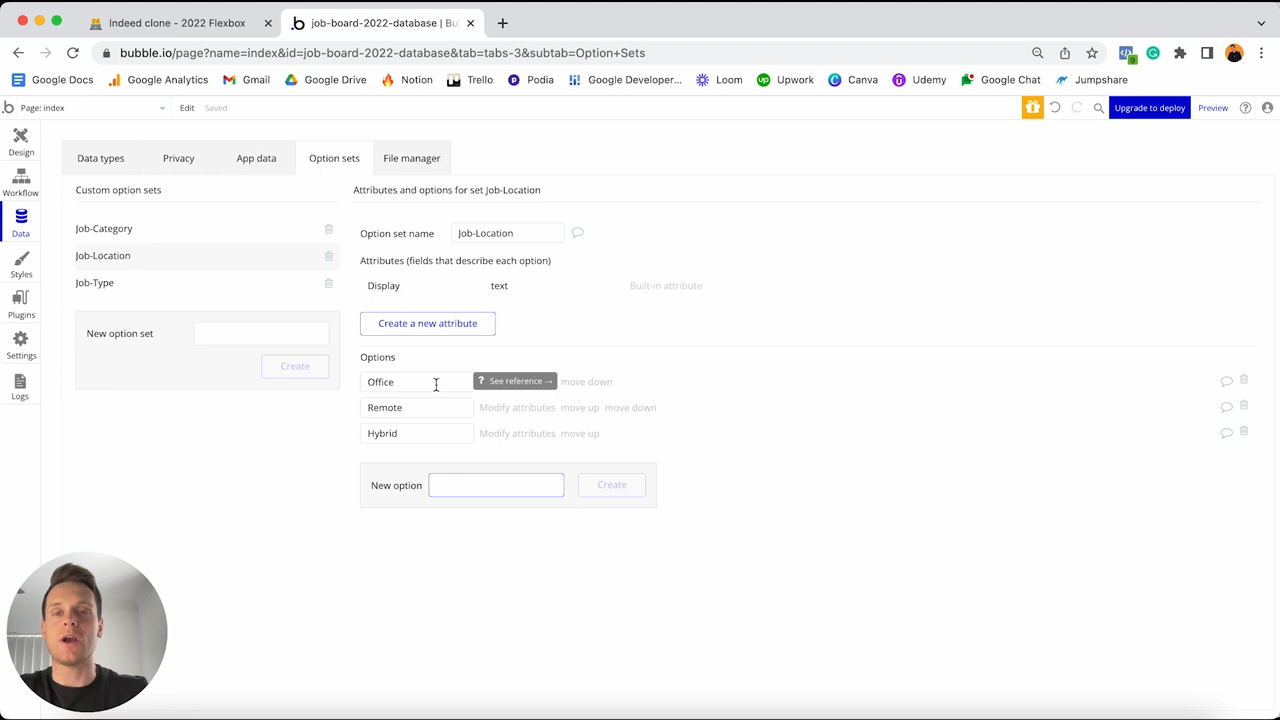 Indeed clone - 2022 Flexbox
job-board-2022-database | Bu
bubble.io/page?name=index&id=job-board-2022-database&tab=tabs-3&subtab=Option+Sets
9
Google Docs
Google Analytics
Gmail
Google Drive
Notion
Trello
Podia
Google Developer...
Loom
Upwork
Canva
Udemy
Google Chat
Jumpshare
Page: index
Edit
Saved
Upgrade to deploy
Preview
Design
Workflow
Data
Styles
Plugins
Settings
Logs
Data types
Privacy
App data
Option sets
File manager
Custom option sets
Job-Category
Job-Location
Job-Type
New option set
Create
Attributes and options for set Job-Location
Option set name
Job-Location
Attributes (fields that describe each option)
Display
text
Built-in attribute
Create a new attribute
Options
Office
? See reference →
move down
Remote
Modify attributes
move up
move down
Hybrid
Modify attributes
move up
New option
Create